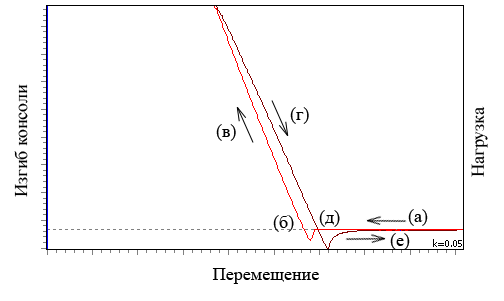 Изгиб консоли
(в)
(г)
(б)
(д)
(а)
(е)
k=0.05
Нагрузка
Перемещение